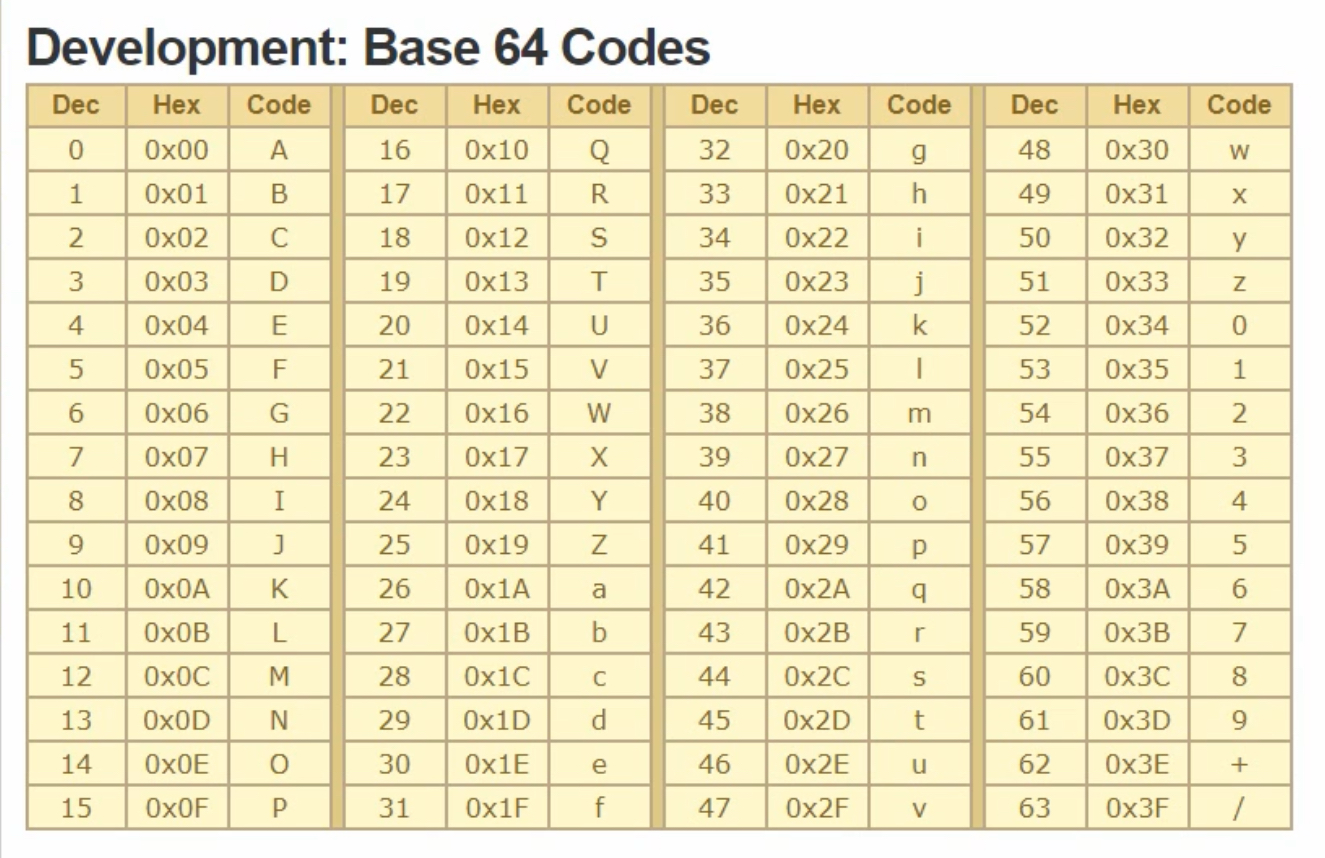 Development: Base 64 Codes
Dec Hex Code Dec Hex Code Dec Hex Code Dec Hex Code
0 0x00 A 16 0x10 Q 32 0x20 g 48 0x30 w
1 0x01 B 17 0x11 R 33 0x21 h 49 0x31 x
2 0x02 C 18 0x12 S 34 0x22 i 50 0x32 y
3 0x03 D 19 0x13 T 35 0x23 j 51 0x33 z
4 0x04 E 20 0x14 U 36 0x24 k 52 0x34 0
5 0x05 F 21 0x15 V 37 0x25 l 53 0x35 1
6 0x06 G 22 0x16 W 38 0x26 m 54 0x36 2
7 0x07 H 23 0x17 X 39 0x27 n 55 0x37 3
8 0x08 I 24 0x18 Y 40 0x28 o 56 0x38 4
9 0x09 J 25 0x19 Z 41 0x29 p 57 0x39 5
10 0x0A K 26 0x1A a 42 0x2A q 58 0x3A 6
11 0x0B L 27 0x1B b 43 0x2B r 59 0x3B 7
12 0x0C M 28 0x1C c 44 0x2C s 60 0x3C 8
13 0x0D N 29 0x1D d 45 0x2D t 61 0x3D 9
14 0x0E O 30 0x1E e 46 0x2E u 62 0x3E +
15 0x0F P 31 0x1F f 47 0x2F v 63 0x3F /